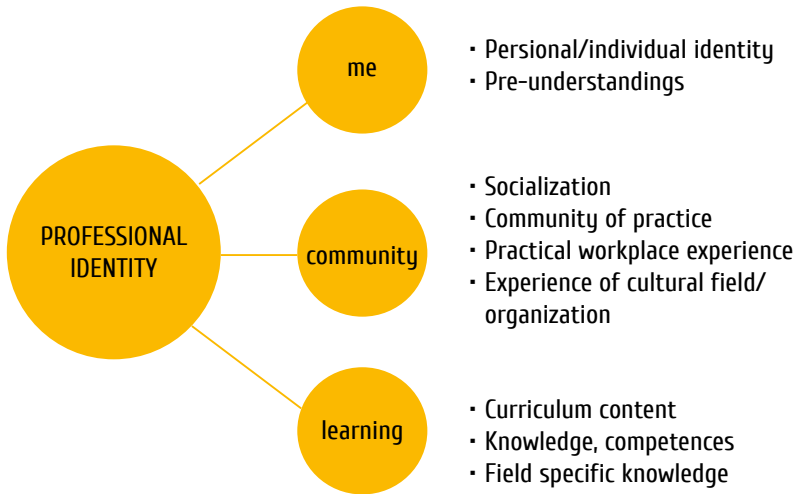 PROFESSIONAL
IDENTITY
me
· Persional/individual identity
· Pre-understandings
community
· Socialization
· Community of practice
· Practical workplace experience
· Experience of cultural field/
organization
learning
· Curriculum content
· Knowledge, competences
· Field specific knowledge